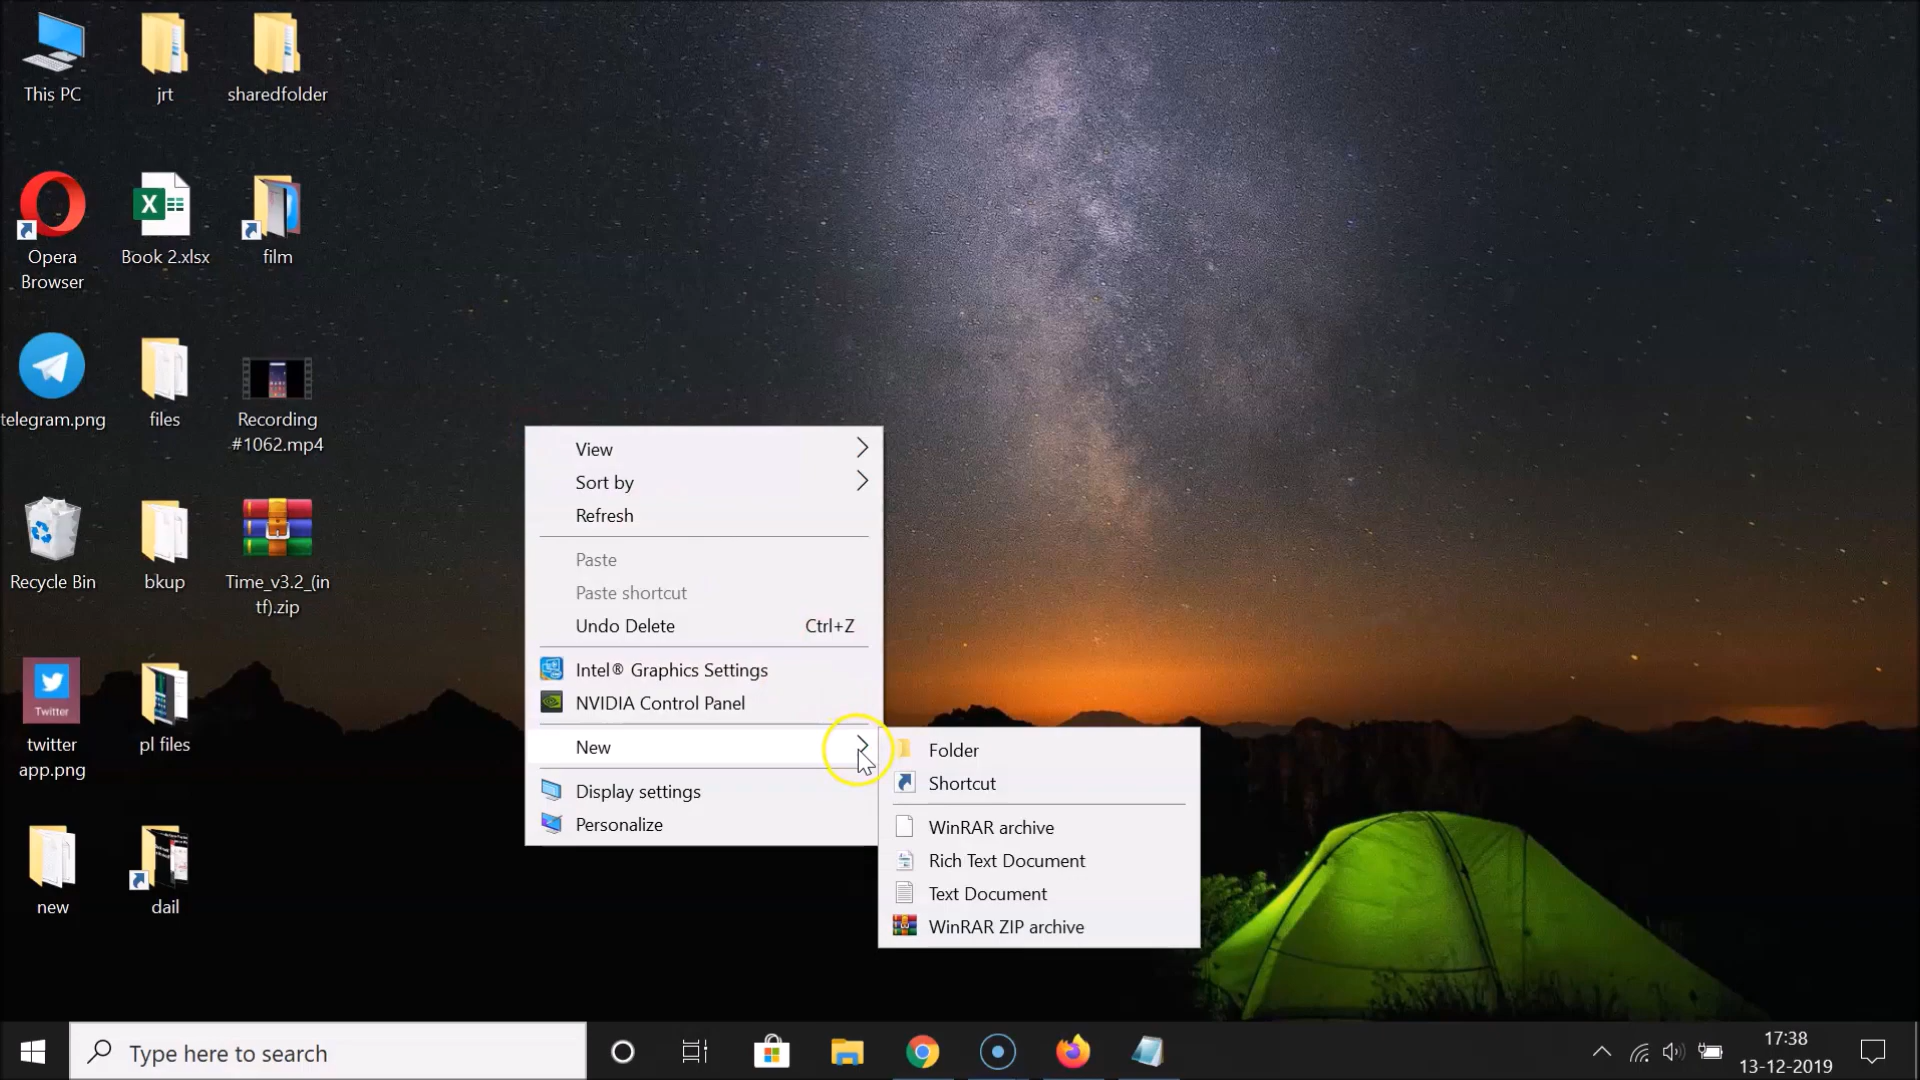 This PC
jrt
sharedfolder
Opera
Browser
Book 2.xlsx
film
telegram.png
files
Recording
#1062.mp4
Recycle Bin
bkup
Time_v3.2_(in
tf).zip
Twitter
twitter
app.png
pl files
new
dail
View
Sort by
Refresh
Paste
Paste shortcut
Undo Delete Ctrl+Z
Intel® Graphics Settings
NVIDIA Control Panel
New
Display settings
Personalize
Folder
Shortcut
WinRAR archive
Rich Text Document
Text Document
WinRAR ZIP archive
Type here to search
17:38
13-12-2019